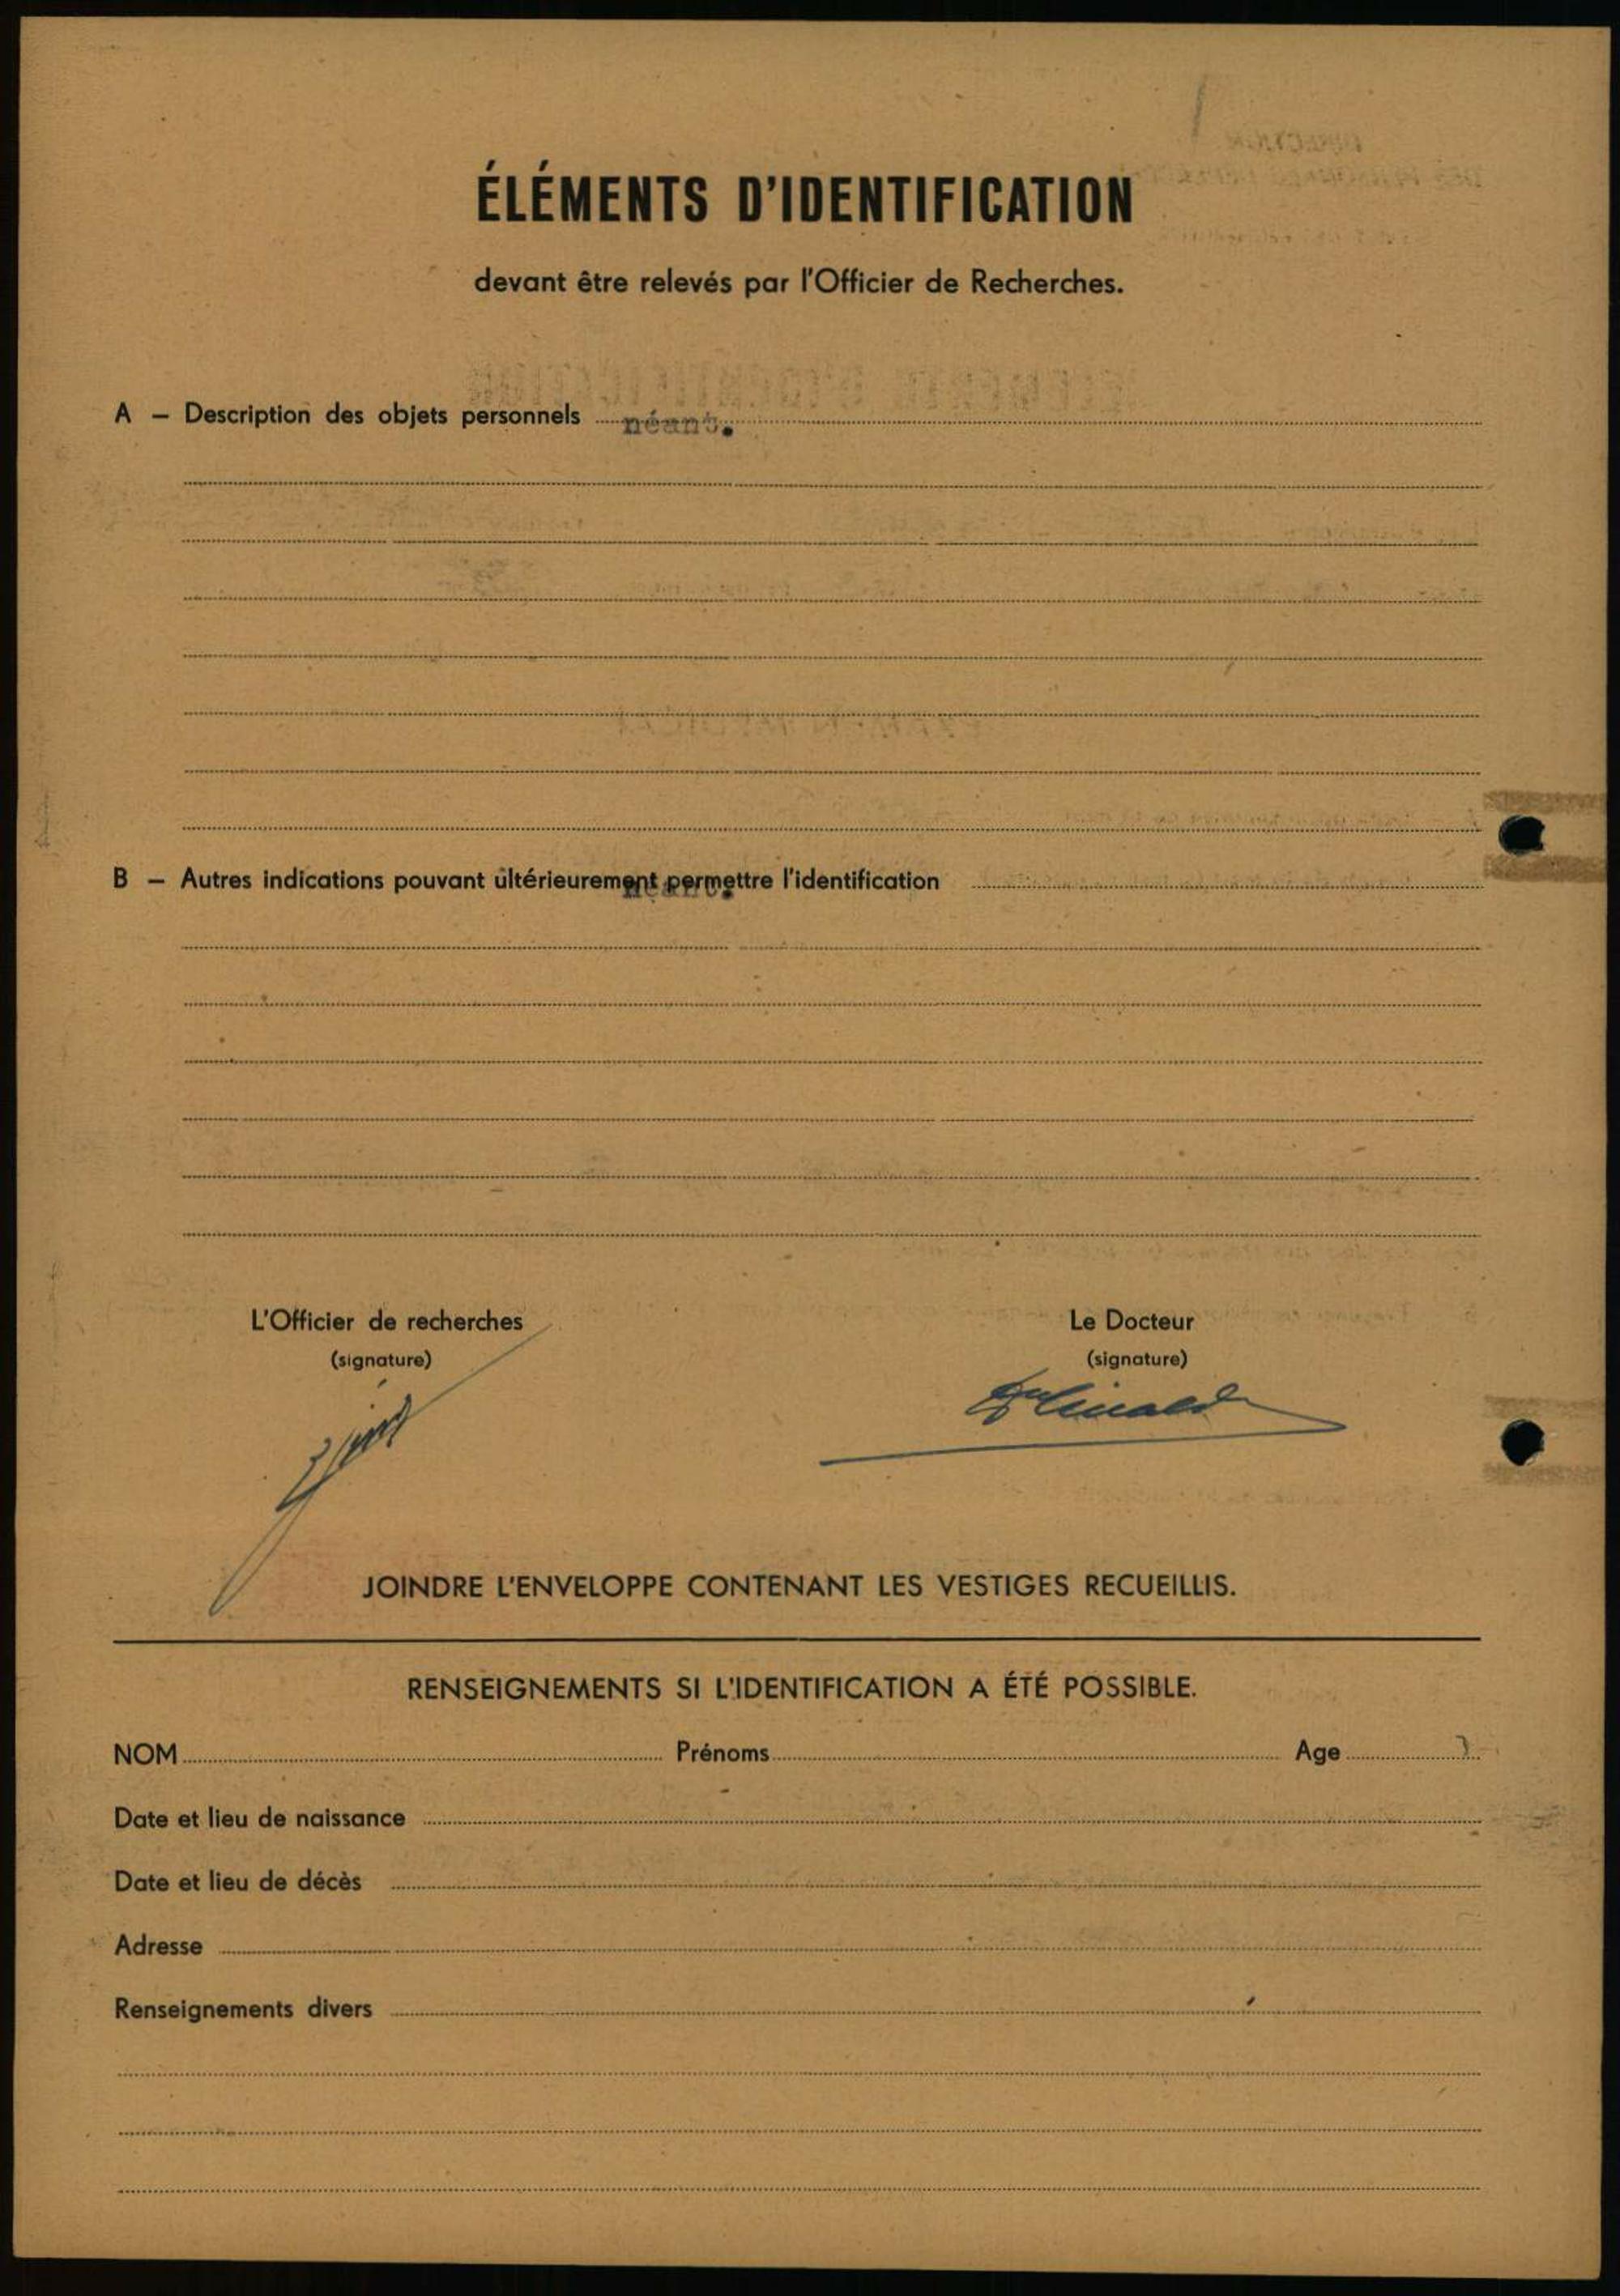 ÉLÉMENTS D'IDENTIFICATION
devant être relevés par l'Officier de Recherches.
A — Description des objets personnels néant.
B — Autres indications pouvant ultérieurement permettre l'identification
néant.
L'Officier de recherches
(signature)
Le Docteur
(signature)
JOINDRE L'ENVELOPPE CONTENANT LES VESTIGES RECUEILLIS.
RENSEIGNEMENTS SI L'IDENTIFICATION A ÉTÉ POSSIBLE.
NOM Prénoms Age
Date et lieu de naissance
Date et lieu de décès
Adresse
Renseignements divers